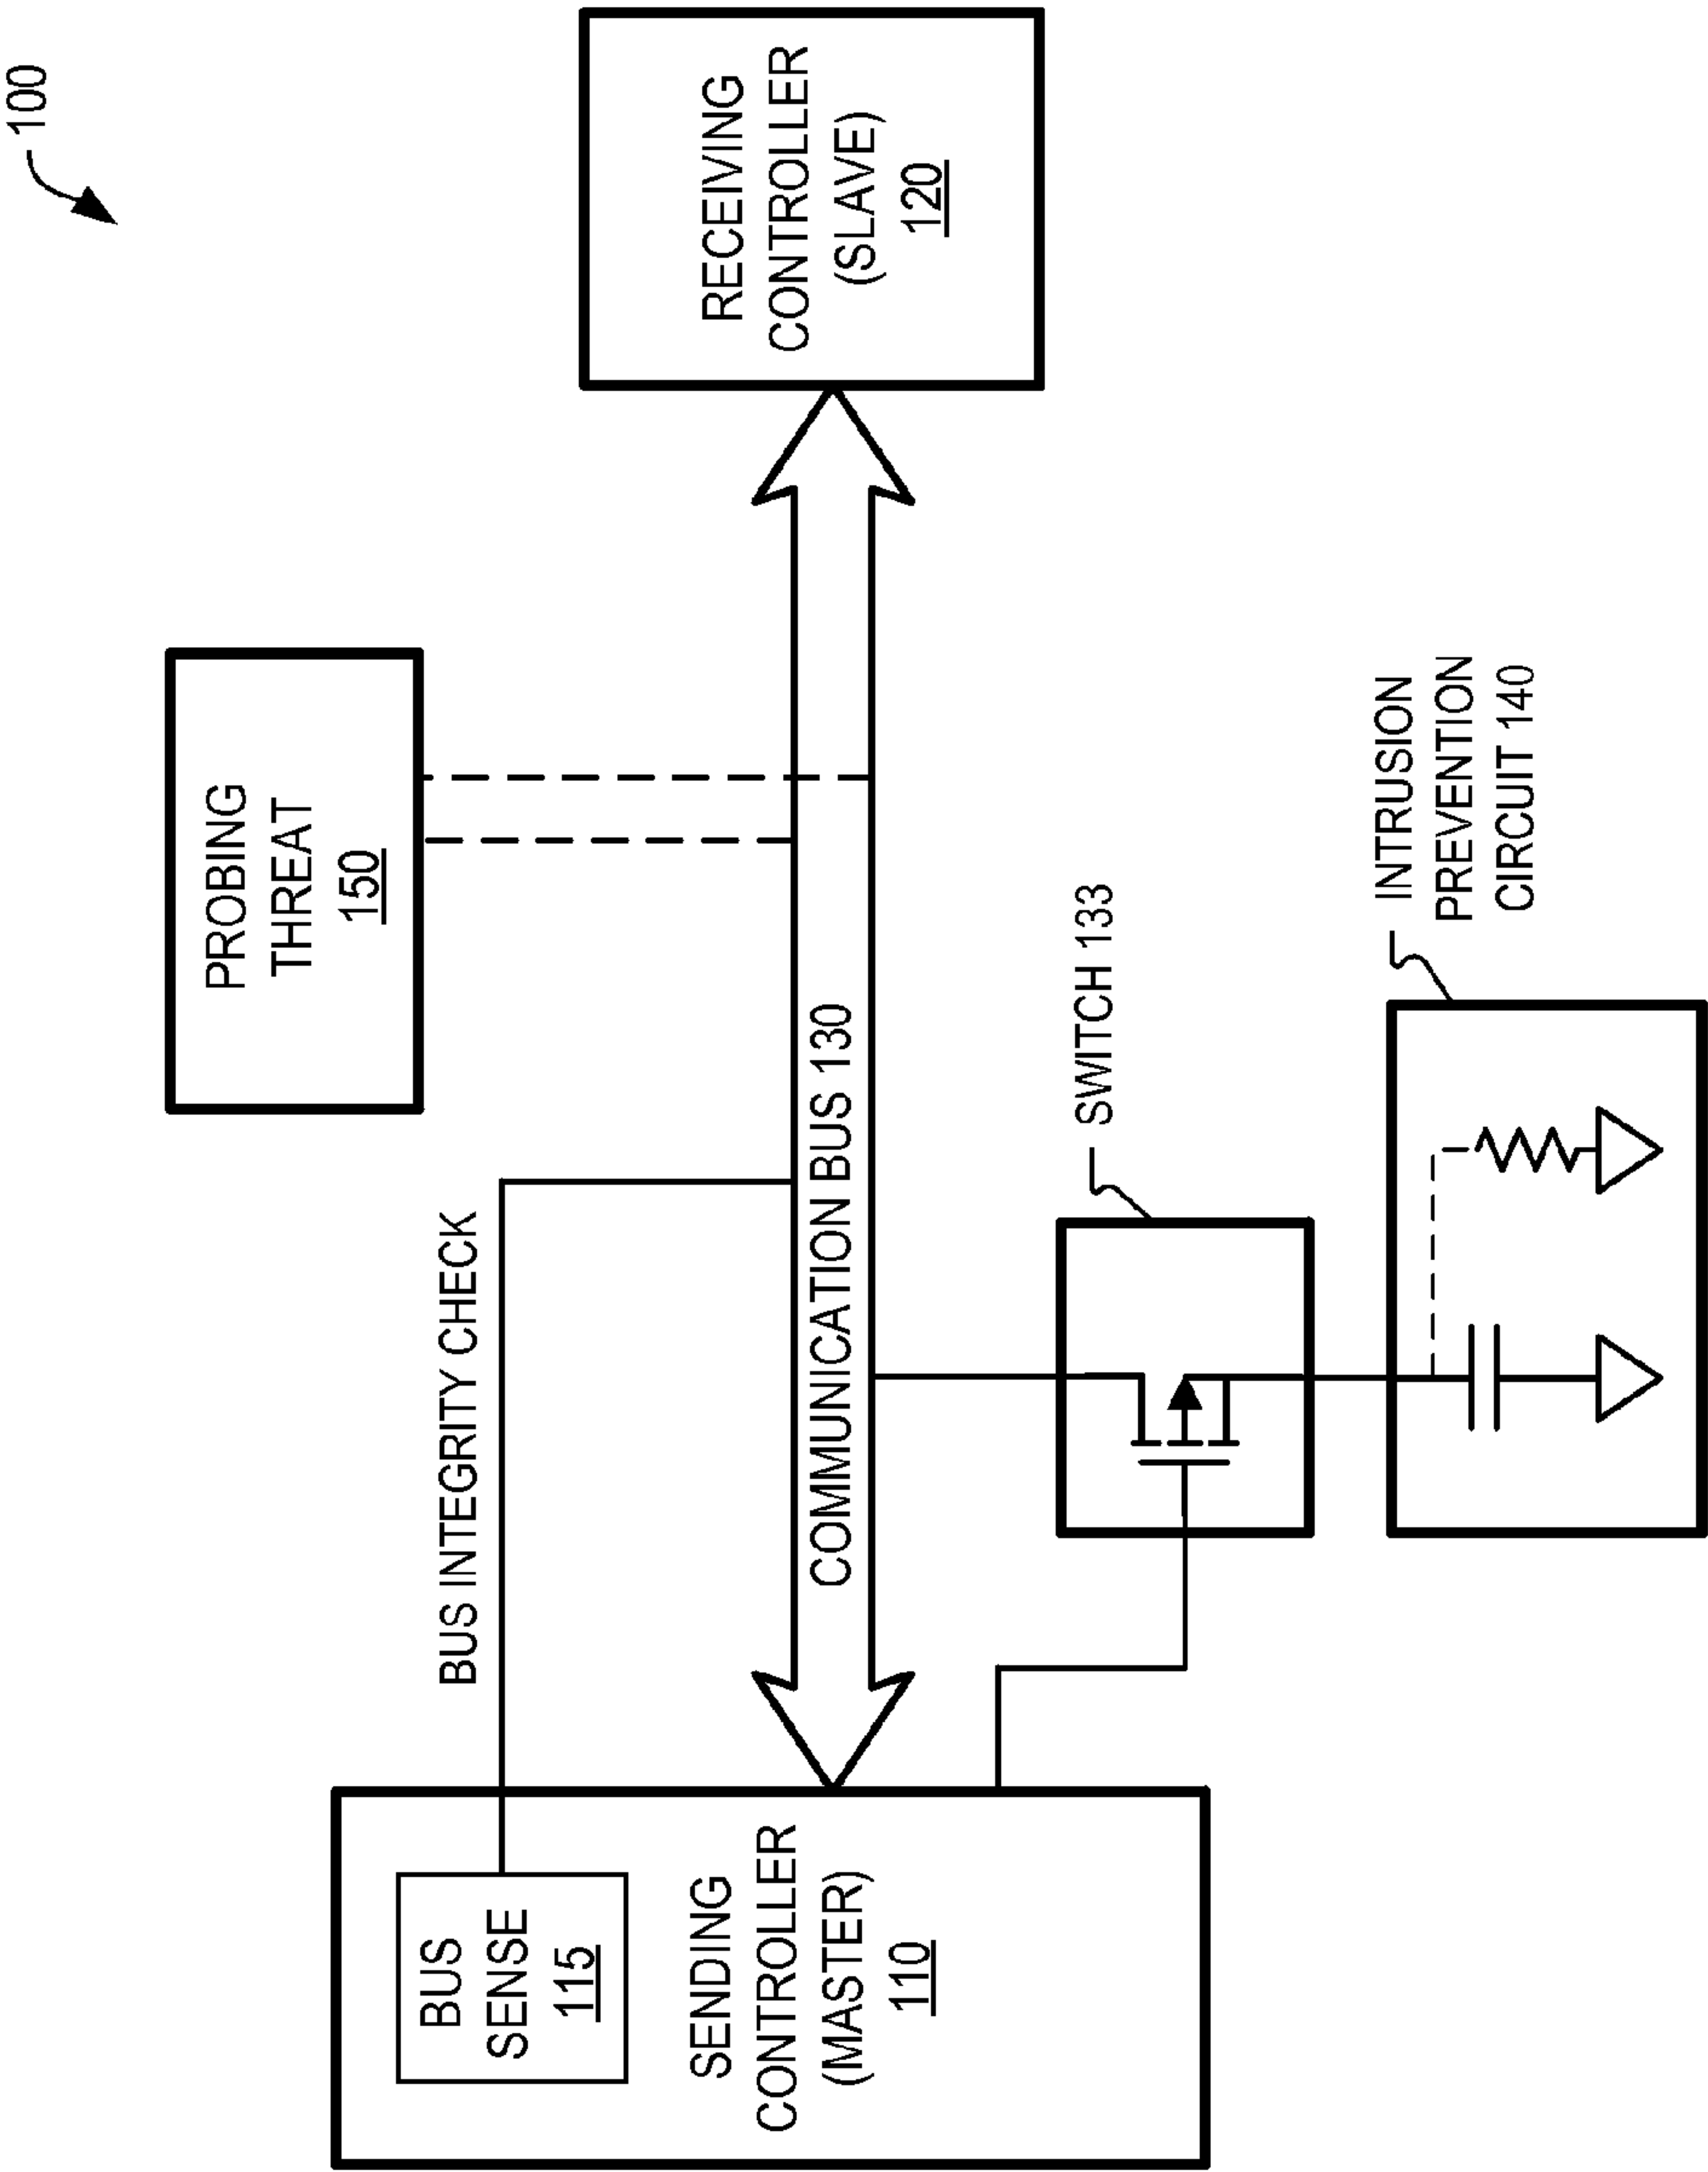 100
PROBING
THREAT
150
BUS INTEGRITY CHECK
BUS
SENSE
115
SENDING
CONTROLLER
(MASTER)
110
COMMUNICATION BUS 130
RECEIVING
CONTROLLER
(SLAVE)
120
SWITCH 133
INTRUSION
PREVENTION
CIRCUIT 140